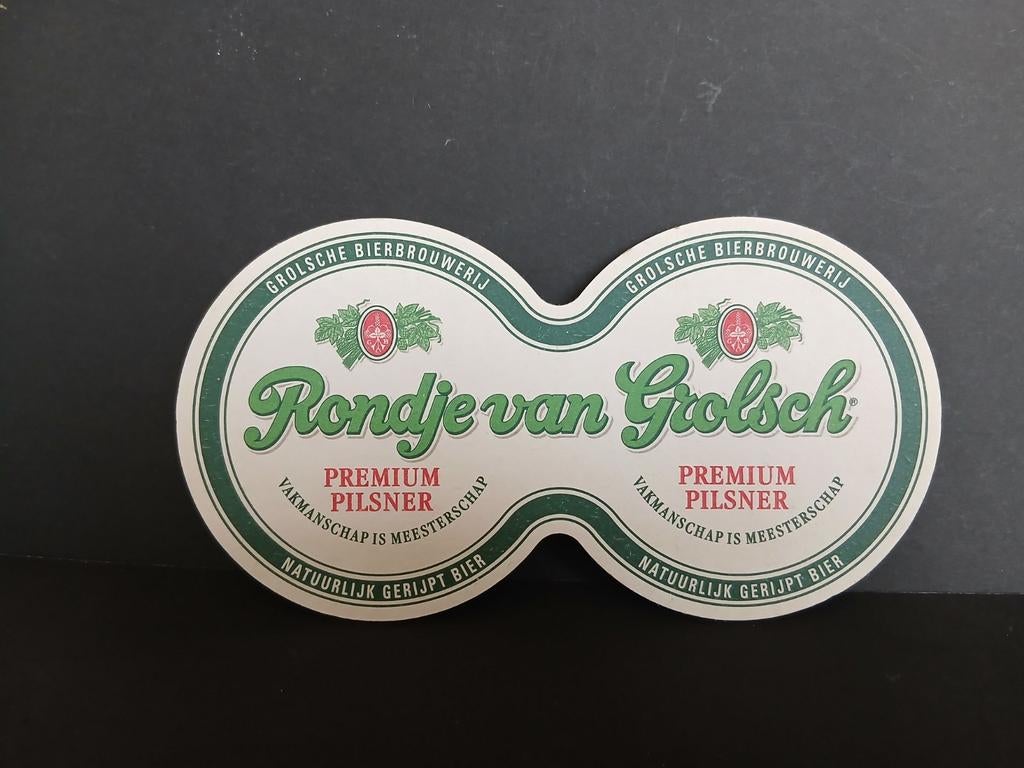 GROLSCHE BIERBROUWERIJ
GROLSCHE BIERBROUWERIJ
Rondje van Grolsch®
PREMIUM
PILSNER
VAKMANSCHAP IS MEESTERSCHAP
NATUURLIJK GERIJPT BIER
PREMIUM
PILSNER
VAKMANSCHAP IS MEESTERSCHAP
NATUURLIJK GERIJPT BIER